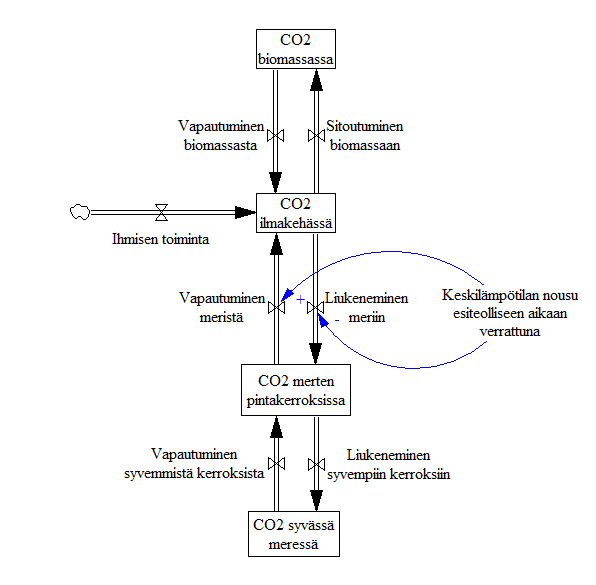 CO2
biomassassa
Vapautuminen
biomassasta
Sitoutuminen
biomassaan
CO2
ilmakehässä
Ihmisen toiminta
Vapautuminen
meristä
+
Liukeneminen
meriin
-
Keskilämpötilan nousu
esiteolliseen aikaan
verrattuna
CO2 merten
pintakerroksissa
Vapautuminen
syvemmistä kerroksista
Liukeneminen
syvempiin kerroksiin
CO2 syvässä
meressä